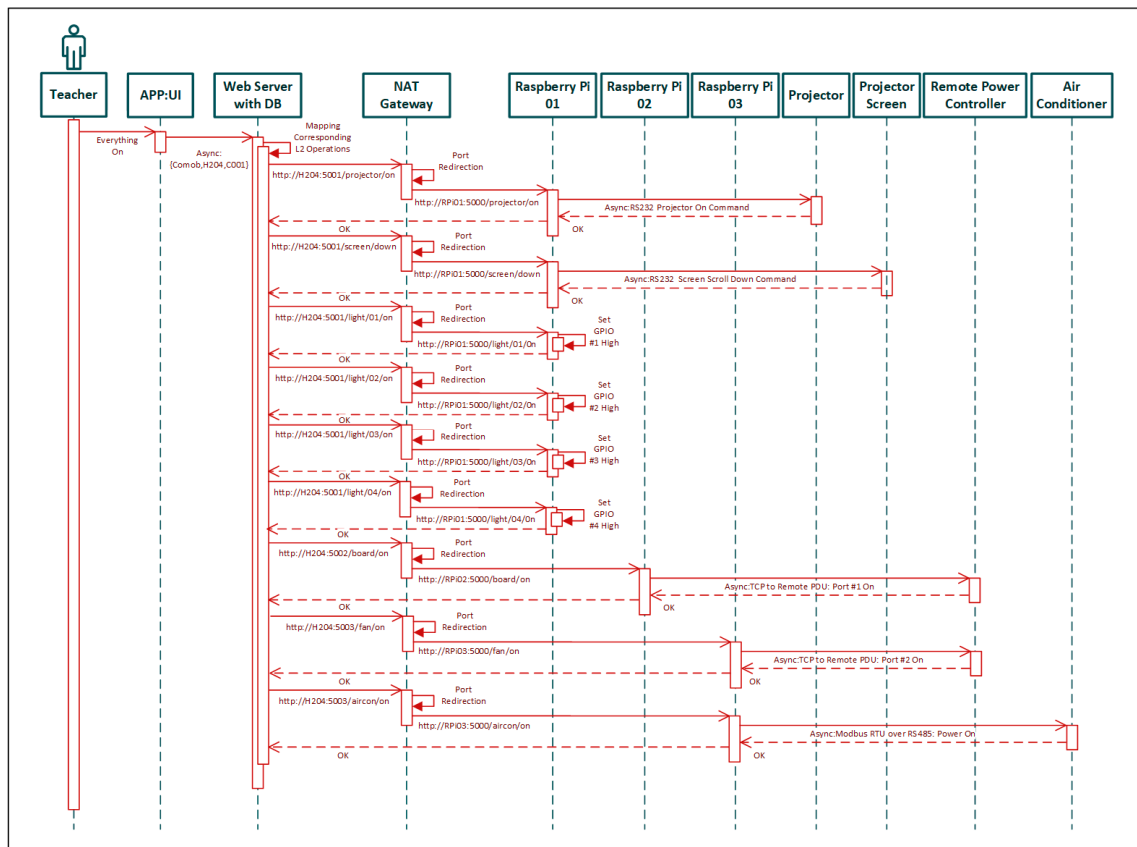 Teacher
APP:UI
Web Server
with DB
NAT
Gateway
Raspberry Pi
01
Raspberry Pi
02
Raspberry Pi
03
Projector
Projector
Screen
Remote Power
Controller
Air
Conditioner
Everything
On
Async:
{Comob,H204,C001}
Mapping
Corresponding
L2 Operations
http://H204:5001/projector/on
Port
Redirection
http://RPi01:5000/projector/on
Async:RS232 Projector On Command
OK
OK
http://H204:5001/screen/down
Port
Redirection
http://RPi01:5000/screen/down
Async:RS232 Screen Scroll Down Command
OK
OK
http://H204:5001/light/01/on
Port
Redirection
http://RPi01:5000/light/01/0n
Set
GPIO
#1 High
OK
http://H204:5001/light/02/on
Port
Redirection
http://RPi01:5000/light/02/0n
Set
GPIO
#2 High
OK
http://H204:5001/light/03/on
Port
Redirection
http://RPi01:5000/light/03/0n
Set
GPIO
#3 High
OK
http://H204:5001/light/04/on
Port
Redirection
http://RPi01:5000/light/04/0n
Set
GPIO
#4 High
OK
http://H204:5002/board/on
Port
Redirection
http://RPi02:5000/board/on
Async:TCP to Remote PDU: Port #1 On
OK
OK
http://H204:5003/fan/on
Port
Redirection
http://RPi03:5000/fan/on
Async:TCP to Remote PDU: Port #2 On
OK
OK
http://H204:5003/aircon/on
Port
Redirection
http://RPi03:5000/aircon/on
Async:Modbus RTU over RS485: Power On
OK
OK